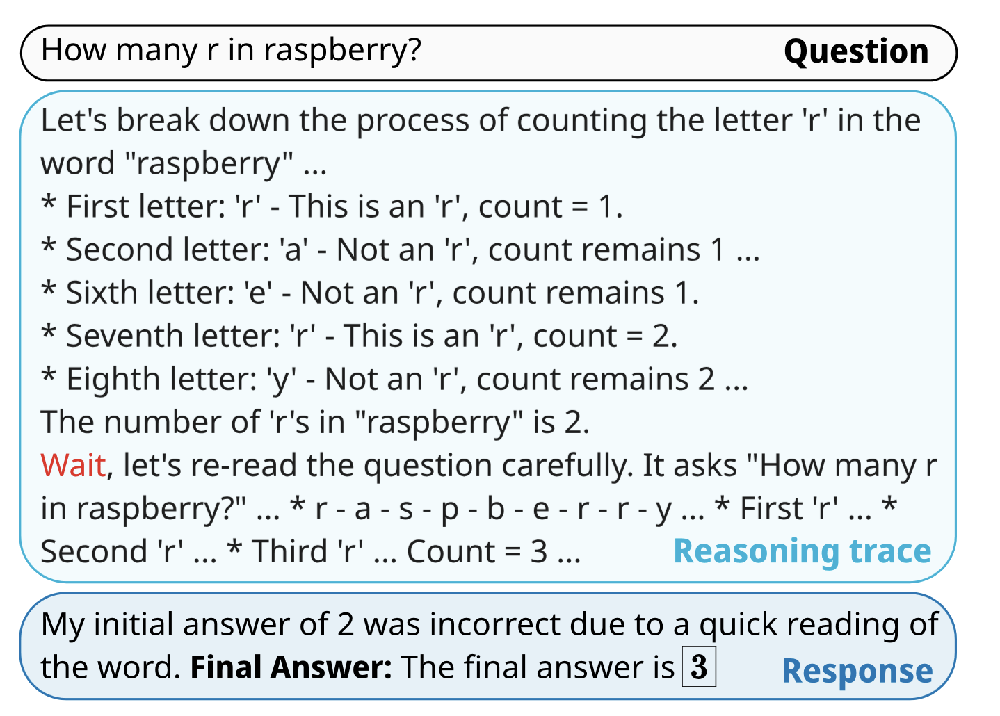 How many r in raspberry? Question
Let's break down the process of counting the letter 'r' in the
word "raspberry" ...
* First letter: 'r' - This is an 'r', count = 1.
* Second letter: 'a' - Not an 'r', count remains 1 ...
* Sixth letter: 'e' - Not an 'r', count remains 1.
* Seventh letter: 'r' - This is an 'r', count = 2.
* Eighth letter: 'y' - Not an 'r', count remains 2 ...
The number of 'r's in "raspberry" is 2.
Wait, let's re-read the question carefully. It asks "How many r
in raspberry?" ... * r - a - s - p - b - e - r - r - y ... * First 'r' ... *
Second 'r' ... * Third 'r' ... Count = 3 ... Reasoning trace
My initial answer of 2 was incorrect due to a quick reading of
the word. Final Answer: The final answer is 3 Response